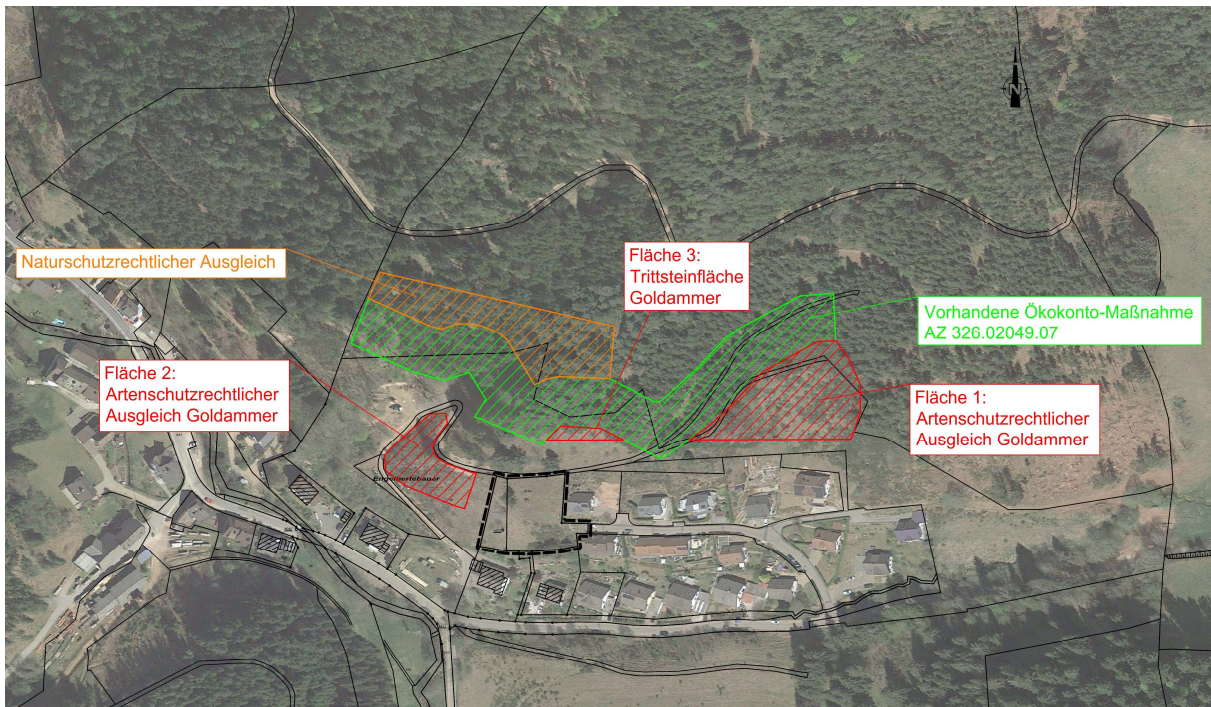 N
Naturschutzrechtlicher Ausgleich
Fläche 3:
Trittsteinfläche
Goldammer
Vorhandene Ökokonto-Maßnahme
AZ 326.02049.07
Fläche 2:
Artenschutzrechtlicher
Ausgleich Goldammer
Fläche 1:
Artenschutzrechtlicher
Ausgleich Goldammer